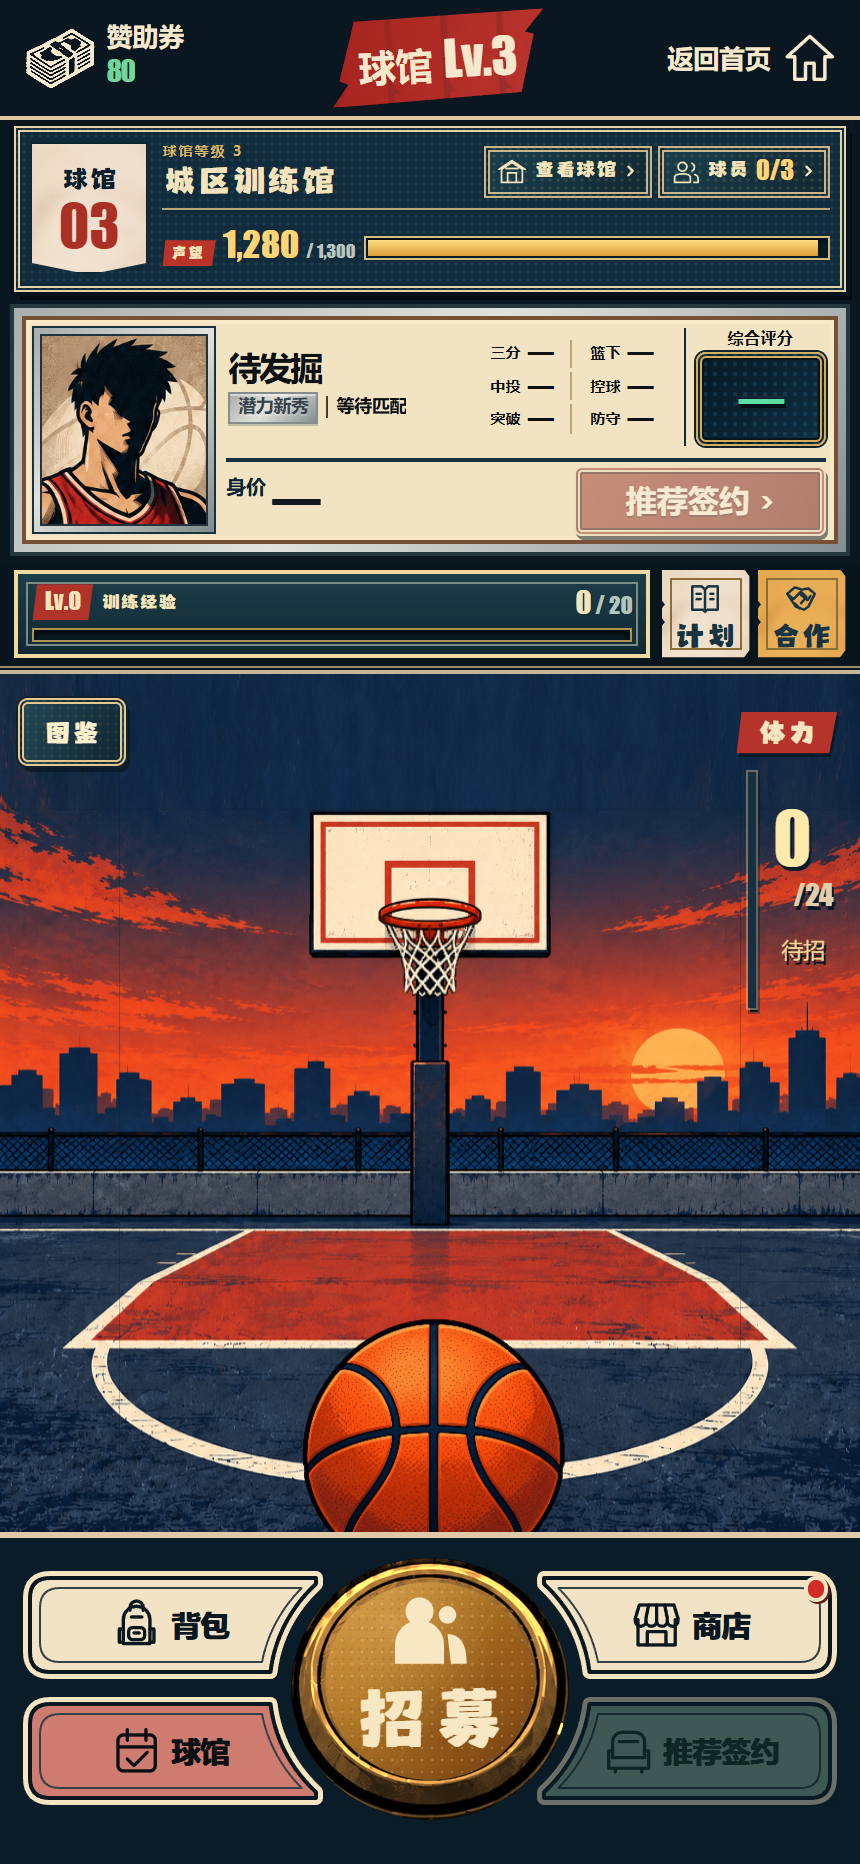 赞助券
80
球馆 Lv.3
返回首页
球馆
03
球馆等级 3
城区训练馆
查看球馆 ›
球员 0/3 ›
声望 1,280 / 1,300
待发掘
潜力新秀 | 等待匹配
三分 —
篮下 —
中投 —
控球 —
突破 —
防守 —
综合评分
—
身价 —
推荐签约 ›
Lv.0 训练经验
0 / 20
计划
合作
图鉴
体力
0
/24
待招
背包
商店
招募
球馆
推荐签约